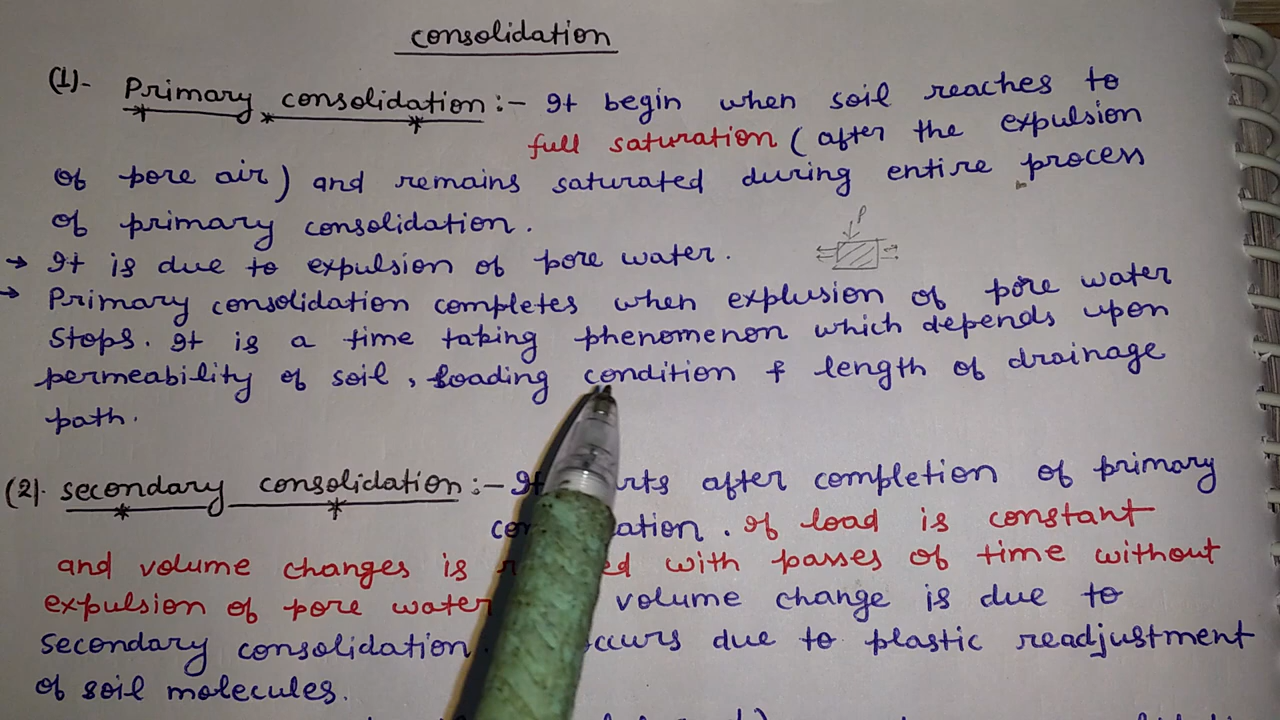 consolidation
(1)- Primary consolidation :- It begin when soil reaches to
full saturation (after the expulsion
of pore air) and remains saturated during entire process
of primary consolidation.
→ It is due to expulsion of pore water.
P
→ Primary consolidation completes when explusion of pore water
stops. It is a time taking phenomenon which depends upon
permeability of soil, loading condition & length of drainage
path.
(2). secondary consolidation :- It rts after completion of primary
con ation. If load is constant
and volume changes is r ed with passes of time without
expulsion of pore water volume change is due to
secondary consolidation. ccurs due to plastic readjustment
of soil molecules.